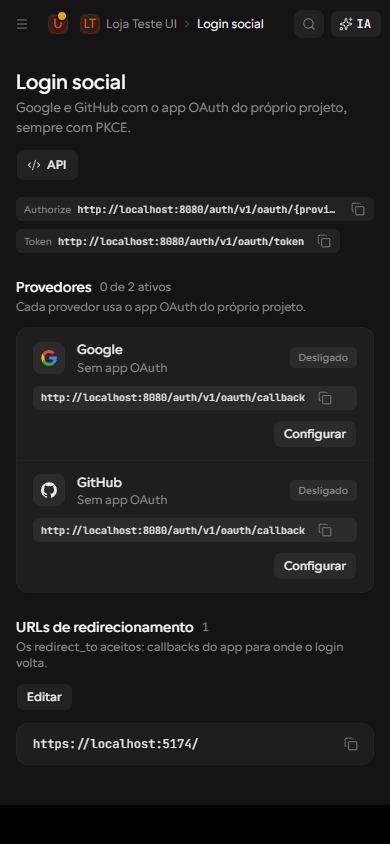 U
LT
Loja Teste UI
Login social
IA
Login social
Google e GitHub com o app OAuth do próprio projeto,
sempre com PKCE.
</> API
Authorize http://localhost:8080/auth/v1/oauth/{provi…
Token http://localhost:8080/auth/v1/oauth/token
Provedores 0 de 2 ativos
Cada provedor usa o app OAuth do próprio projeto.
Google
Sem app OAuth
Desligado
http://localhost:8080/auth/v1/oauth/callback
Configurar
GitHub
Sem app OAuth
Desligado
http://localhost:8080/auth/v1/oauth/callback
Configurar
URLs de redirecionamento 1
Os redirect_to aceitos: callbacks do app para onde o login
volta.
Editar
https://localhost:5174/